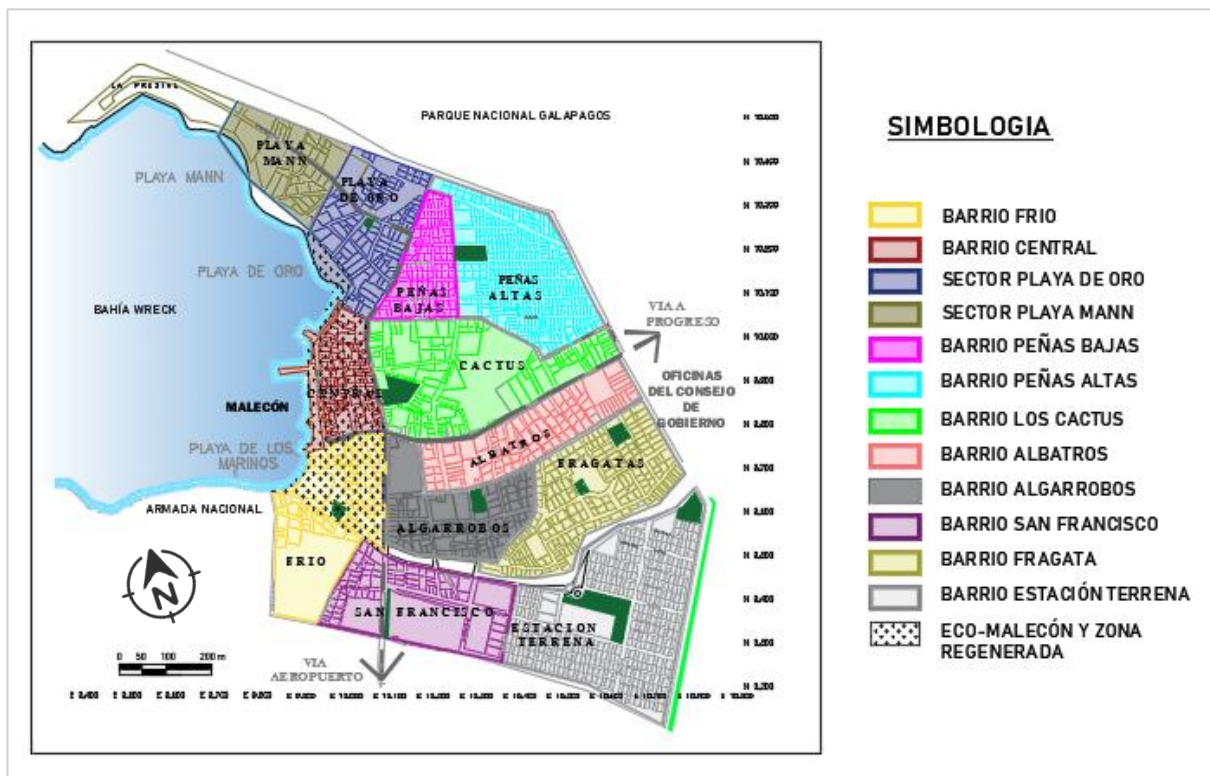 LA PREDIAL
PARQUE NACIONAL GALAPAGOS
PLAYA
MANN
PLAYA MANN
PLAYA
DE ORO
PLAYA DE ORO
BAHÍA WRECK
PEÑAS
BAJAS
PEÑAS
ALTAS
VIA A
PROGRESO
CACTUS
OFICINAS
DEL CONSEJO
DE
GOBIERNO
CENTRAL
MALECÓN
PLAYA DE LOS
MARINOS
ALBATROS
FRAGATAS
ARMADA NACIONAL
ALGARROBOS
FRIO
SAN FRANCISCO
ESTACION
TERRENA
N
0 50 100 200 m
VIA
AEROPUERTO
SIMBOLOGIA
BARRIO FRIO
BARRIO CENTRAL
SECTOR PLAYA DE ORO
SECTOR PLAYA MANN
BARRIO PEÑAS BAJAS
BARRIO PEÑAS ALTAS
BARRIO LOS CACTUS
BARRIO ALBATROS
BARRIO ALGARROBOS
BARRIO SAN FRANCISCO
BARRIO FRAGATA
BARRIO ESTACIÓN TERRENA
ECO-MALECÓN Y ZONA
REGENERADA